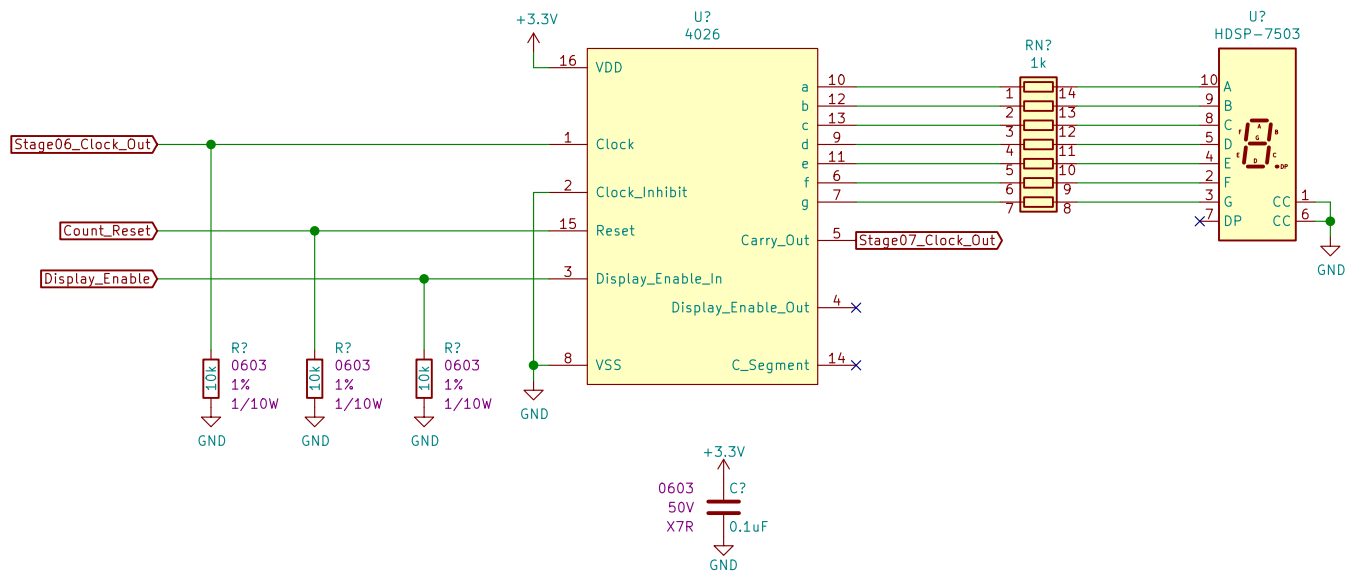 +3.3V
U?
4026
U?
HDSP-7503
RN?
1k
16 VDD
a 10
1 14
10 A
b 12
2 13
9 B
c 13
3 12
8 C
Stage06_Clock_Out
1 Clock
d 9
4 11
5 D
e 11
5 10
4 E
2 Clock_Inhibit
f 6
6 9
2 F
g 7
7 8
3 G
CC 1
7 DP
CC 6
A
B
C
D
E
F
G
DP
Count_Reset
15 Reset
Carry_Out 5
Stage07_Clock_Out
GND
Display_Enable
3 Display_Enable_In
Display_Enable_Out 4
8 VSS
C_Segment 14
10k
R?
0603
1%
1/10W
GND
10k
R?
0603
1%
1/10W
GND
10k
R?
0603
1%
1/10W
GND
GND
+3.3V
0603 C?
50V
X7R 0.1uF
GND